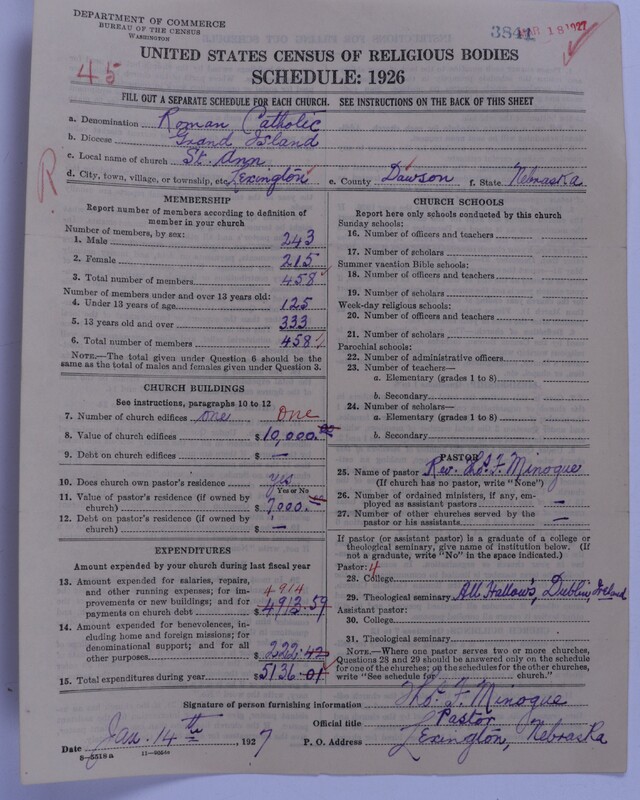 DEPARTMENT OF COMMERCE
BUREAU OF THE CENSUS
WASHINGTON
3841 MAR 18 1927
45
UNITED STATES CENSUS OF RELIGIOUS BODIES
SCHEDULE: 1926
FILL OUT A SEPARATE SCHEDULE FOR EACH CHURCH. SEE INSTRUCTIONS ON THE BACK OF THIS SHEET
a. Denomination Roman Catholic
b. Diocese Grand Island
c. Local name of church St. Ann
R
d. City, town, village, or township, etc. Lexington e. County Dawson f. State Nebraska
MEMBERSHIP
Report number of members according to definition of
member in your church
Number of members, by sex:
1. Male 243
2. Female 215
3. Total number of members 458
Number of members under and over 13 years old:
4. Under 13 years of age 125
5. 13 years old and over 333
6. Total number of members 458
NOTE.—The total given under Question 6 should be the
same as the total of males and females given under Question 3.
CHURCH BUILDINGS
See instructions, paragraphs 10 to 12
7. Number of church edifices one One
8. Value of church edifices $ 10,000.00
9. Debt on church edifices $ —
10. Does church own pastor's residence yes
Yes or No
11. Value of pastor's residence (if owned by
church) $ 7000.
12. Debt on pastor's residence (if owned by
church) $ —
EXPENDITURES
Amount expended by your church during last fiscal year
13. Amount expended for salaries, repairs,
and other running expenses; for im-
provements or new buildings; and for
payments on church debt 4914
$ 4913.59
14. Amount expended for benevolences, in-
cluding home and foreign missions; for
denominational support; and for all
other purposes $ 222.42
15. Total expenditures during year $ 5136.01
CHURCH SCHOOLS
Report here only schools conducted by this church
Sunday schools:
16. Number of officers and teachers
17. Number of scholars
Summer vacation Bible schools:
18. Number of officers and teachers
19. Number of scholars
Week-day religious schools:
20. Number of officers and teachers
21. Number of scholars
Parochial schools:
22. Number of administrative officers
23. Number of teachers—
a. Elementary (grades 1 to 8)
b. Secondary
24. Number of scholars—
a. Elementary (grades 1 to 8)
b. Secondary
PASTOR
25. Name of pastor Rev. Tho. F. Minogue
(If church has no pastor, write "None")
26. Number of ordained ministers, if any, em-
ployed as assistant pastors —
27. Number of other churches served by the
pastor or his assistants —
If pastor (or assistant pastor) is a graduate of a college or
theological seminary, give name of institution below. (If
not a graduate, write "No" in the space indicated.)
Pastor: 4
28. College
29. Theological seminary All Hallows, Dublin, Ireland
Assistant pastor:
30. College
31. Theological seminary
NOTE.—Where one pastor serves two or more churches,
Questions 28 and 29 should be answered only on the schedule
for one of the churches; on the schedules for the other churches,
write "See schedule for church."
Signature of person furnishing information Tho. F. Minogue
Official title Pastor
Date Jan. 14th, 1927 P. O. Address Lexington, Nebraska
8—5518a